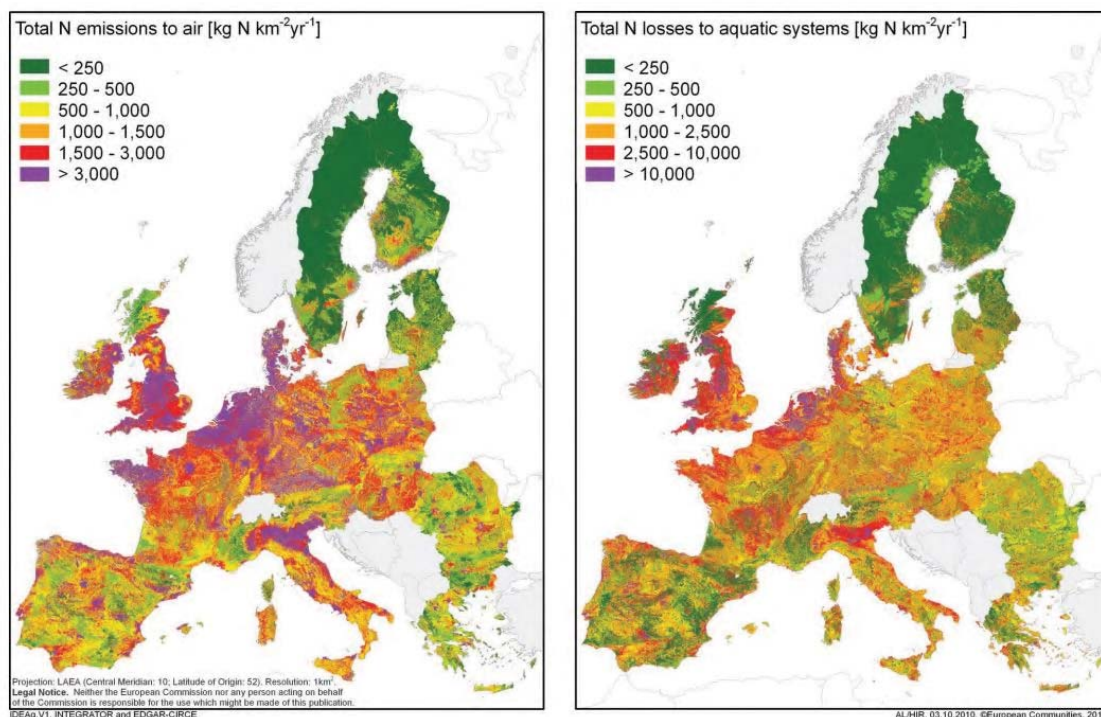 Total N emissions to air [kg N km⁻²yr⁻¹]
< 250
250 - 500
500 - 1,000
1,000 - 1,500
1,500 - 3,000
> 3,000
Projection: LAEA (Central Meridian: 10; Latitude of Origin: 52). Resolution: 1km².
Legal Notice. Neither the European Commission nor any person acting on behalf
of the Commission is responsible for the use which might be made of this publication.
IDEAg V1, INTEGRATOR and EDGAR-CIRCE
Total N losses to aquatic systems [kg N km⁻²yr⁻¹]
< 250
250 - 500
500 - 1,000
1,000 - 2,500
2,500 - 10,000
> 10,000
AL/HIR, 03.10.2010, ©European Communities, 201